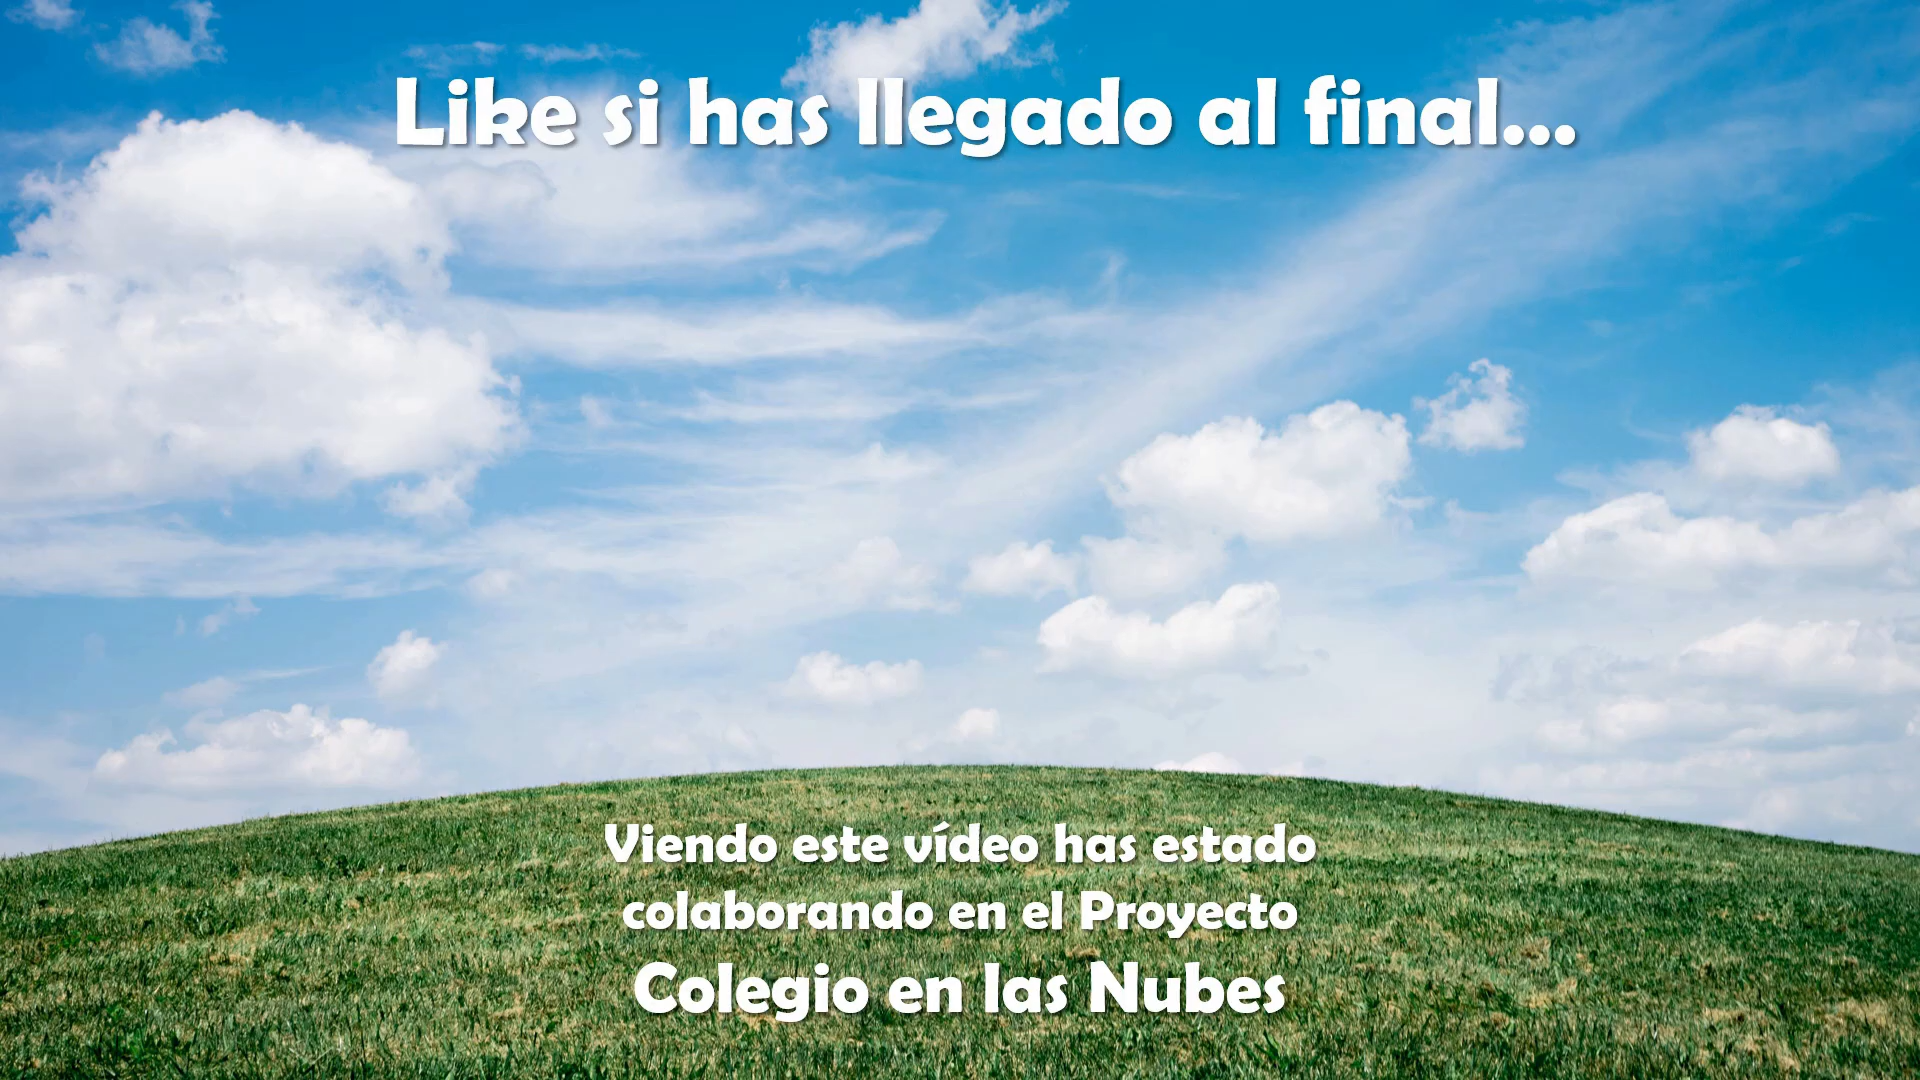 Like si has llegado al final...
Viendo este vídeo has estado
colaborando en el Proyecto
Colegio en las Nubes